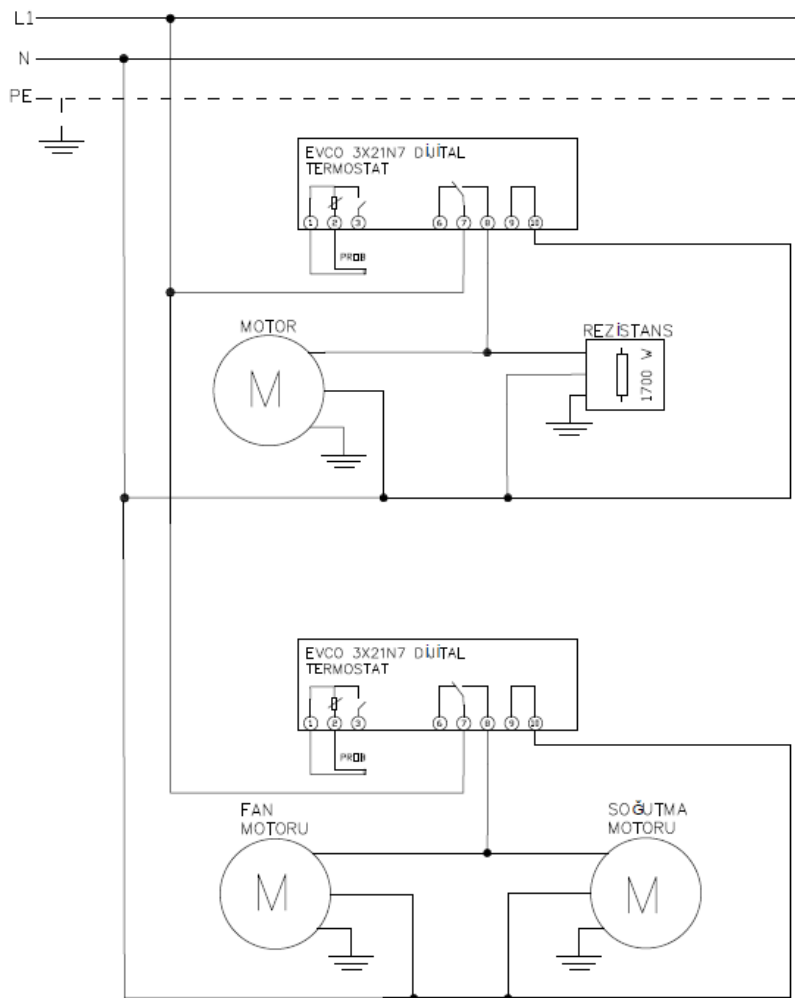 L1
N
PE
EVCO 3X21N7 DİJİTAL
TERMOSTAT
1 2 3 6 7 8 9 10
PROB
MOTOR
M
REZİSTANS
1700 W
EVCO 3X21N7 DİJİTAL
TERMOSTAT
1 2 3 6 7 8 9 10
PROB
FAN
MOTORU
M
SOĞUTMA
MOTORU
M